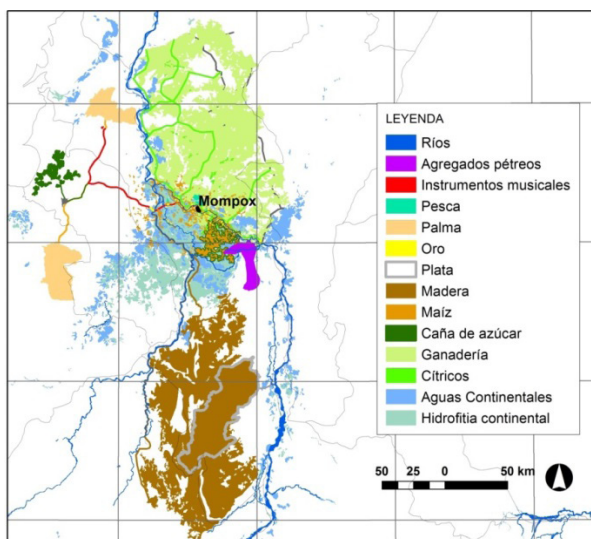 Mompox
LEYENDA
Ríos
Agregados pétreos
Instrumentos musicales
Pesca
Palma
Oro
Plata
Madera
Maíz
Caña de azúcar
Ganadería
Cítricos
Aguas Continentales
Hidrofitia continental
50 25 0 50 km